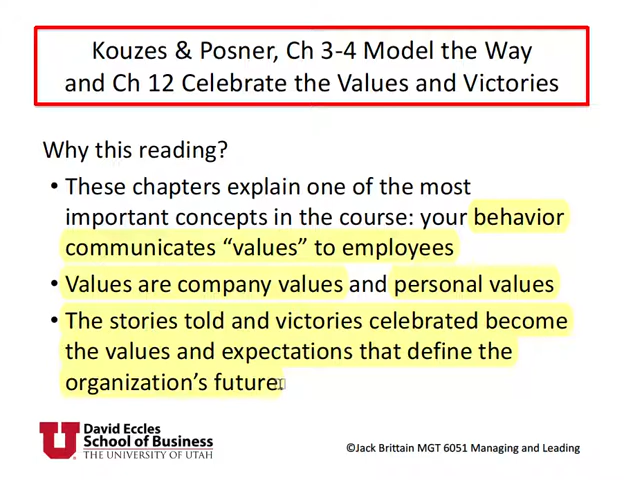 Kouzes & Posner, Ch 3-4 Model the Way
and Ch 12 Celebrate the Values and Victories
Why this reading?
• These chapters explain one of the most
important concepts in the course: your behavior
communicates “values” to employees
• Values are company values and personal values
• The stories told and victories celebrated become
the values and expectations that define the
organization’s future.
U
David Eccles
School of Business
THE UNIVERSITY OF UTAH
©Jack Brittain MGT 6051 Managing and Leading